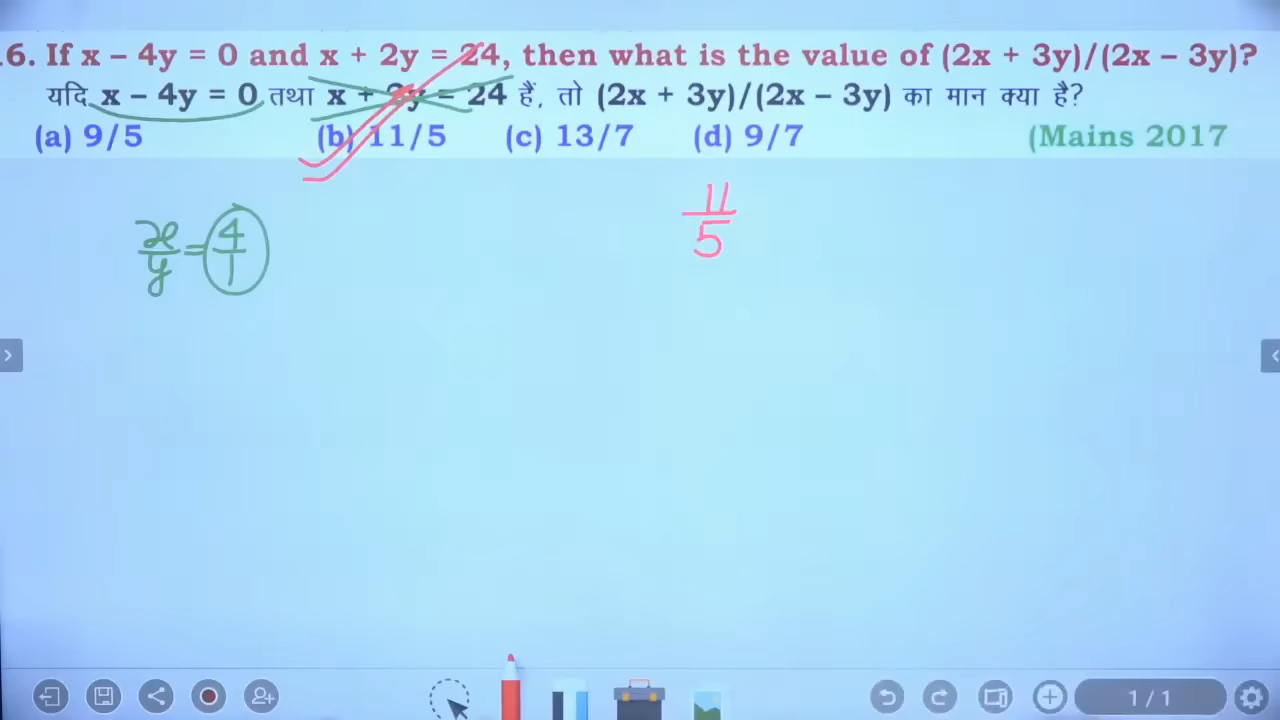 .6. If x – 4y = 0 and x + 2y = 24, then what is the value of (2x + 3y)/(2x – 3y)?
यदि x – 4y = 0 तथा x + 2y = 24 हैं, तो (2x + 3y)/(2x – 3y) का मान क्या है?
(a) 9/5 (b) 11/5 (c) 13/7 (d) 9/7 (Mains 2017
x/y = 4/1
11/5
1 / 1